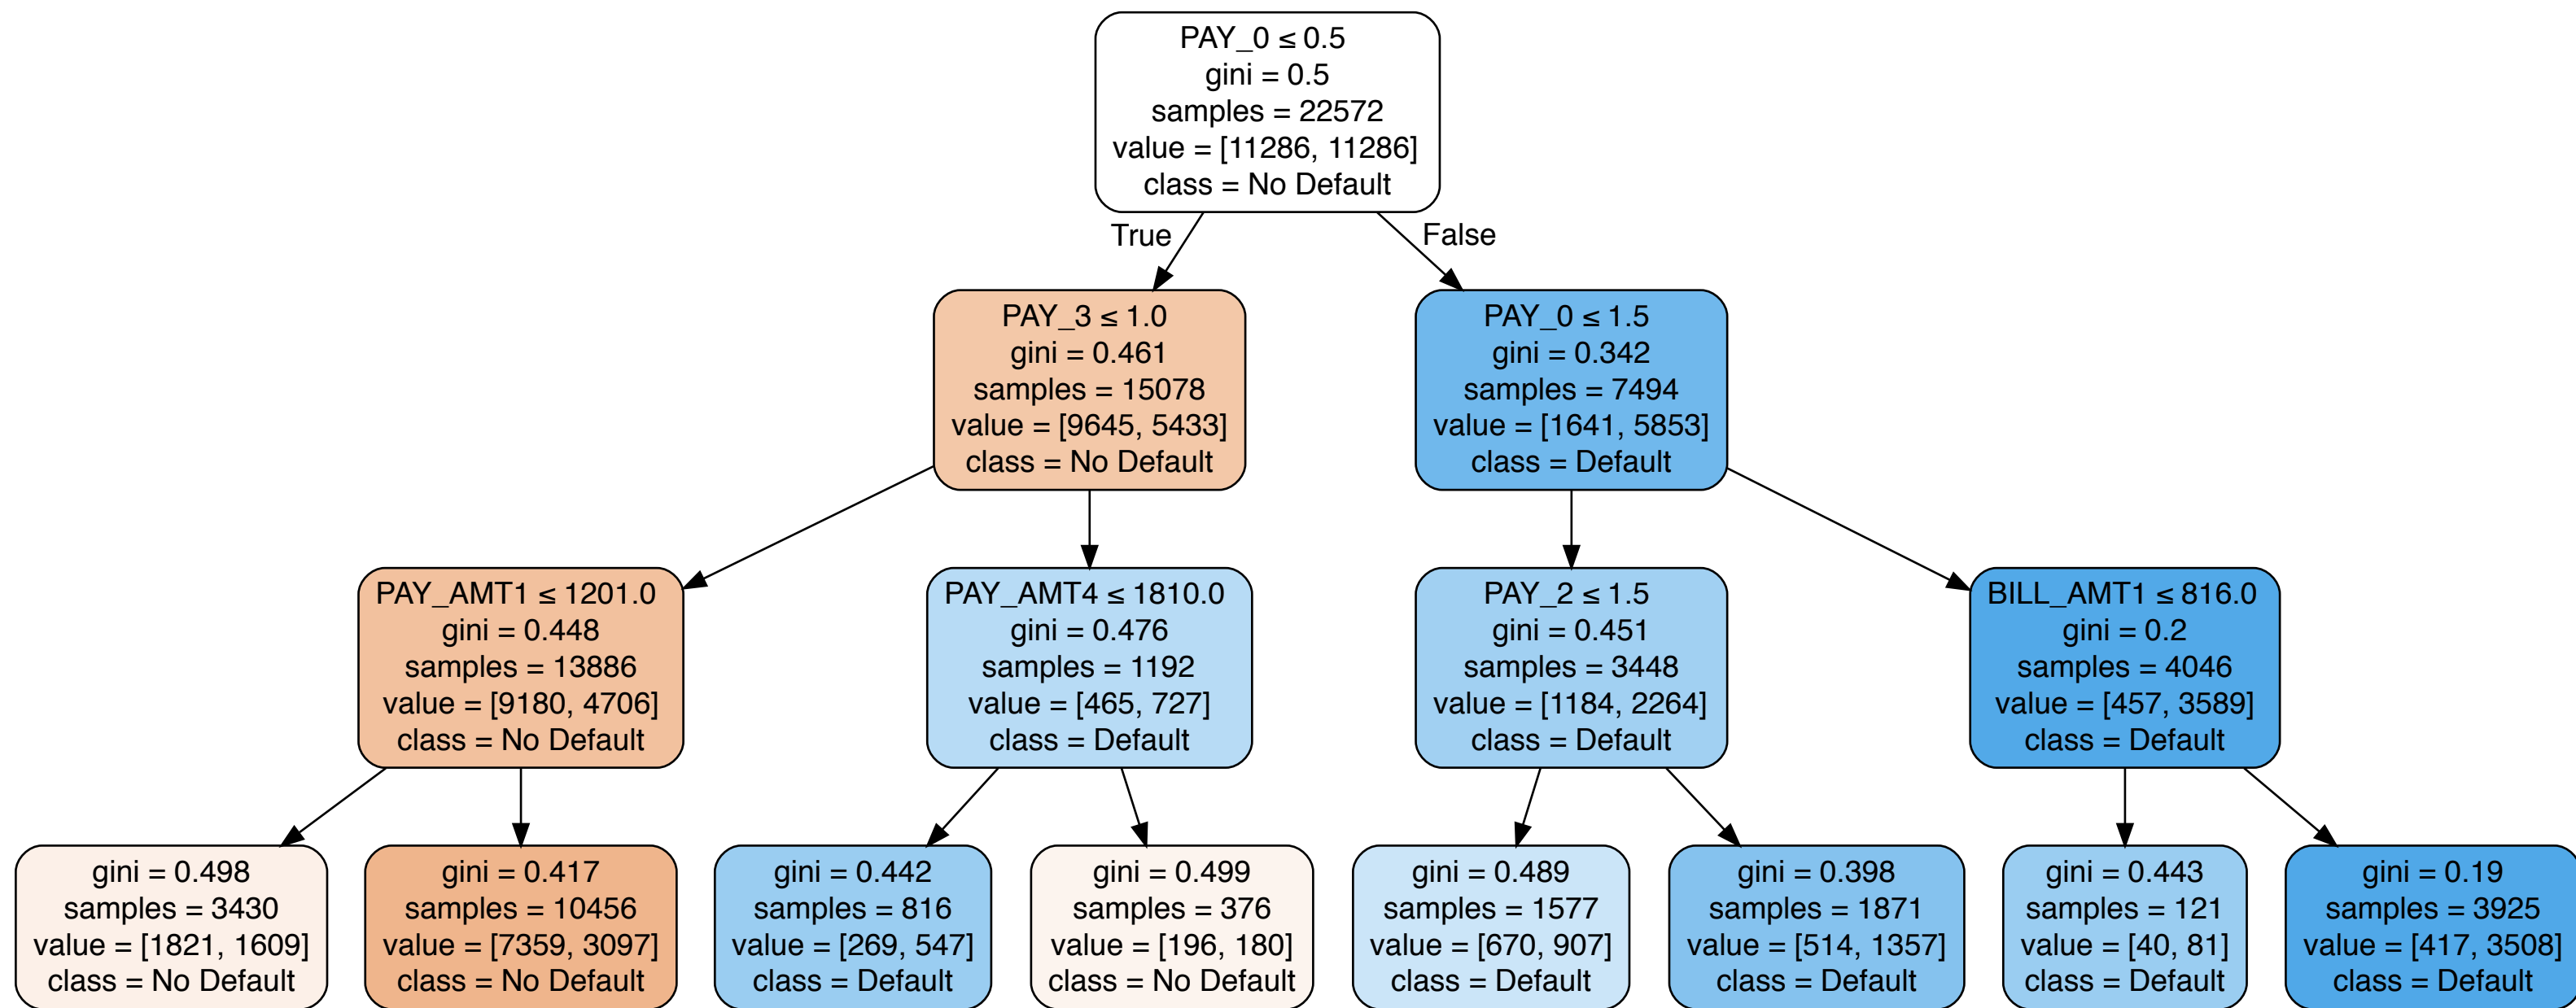 PAY_0 ≤ 0.5
gini = 0.5
samples = 22572
value = [11286, 11286]
class = No Default
True
False
PAY_3 ≤ 1.0
gini = 0.461
samples = 15078
value = [9645, 5433]
class = No Default
PAY_0 ≤ 1.5
gini = 0.342
samples = 7494
value = [1641, 5853]
class = Default
PAY_AMT1 ≤ 1201.0
gini = 0.448
samples = 13886
value = [9180, 4706]
class = No Default
PAY_AMT4 ≤ 1810.0
gini = 0.476
samples = 1192
value = [465, 727]
class = Default
PAY_2 ≤ 1.5
gini = 0.451
samples = 3448
value = [1184, 2264]
class = Default
BILL_AMT1 ≤ 816.0
gini = 0.2
samples = 4046
value = [457, 3589]
class = Default
gini = 0.498
samples = 3430
value = [1821, 1609]
class = No Default
gini = 0.417
samples = 10456
value = [7359, 3097]
class = No Default
gini = 0.442
samples = 816
value = [269, 547]
class = Default
gini = 0.499
samples = 376
value = [196, 180]
class = No Default
gini = 0.489
samples = 1577
value = [670, 907]
class = Default
gini = 0.398
samples = 1871
value = [514, 1357]
class = Default
gini = 0.443
samples = 121
value = [40, 81]
class = Default
gini = 0.19
samples = 3925
value = [417, 3508]
class = Default